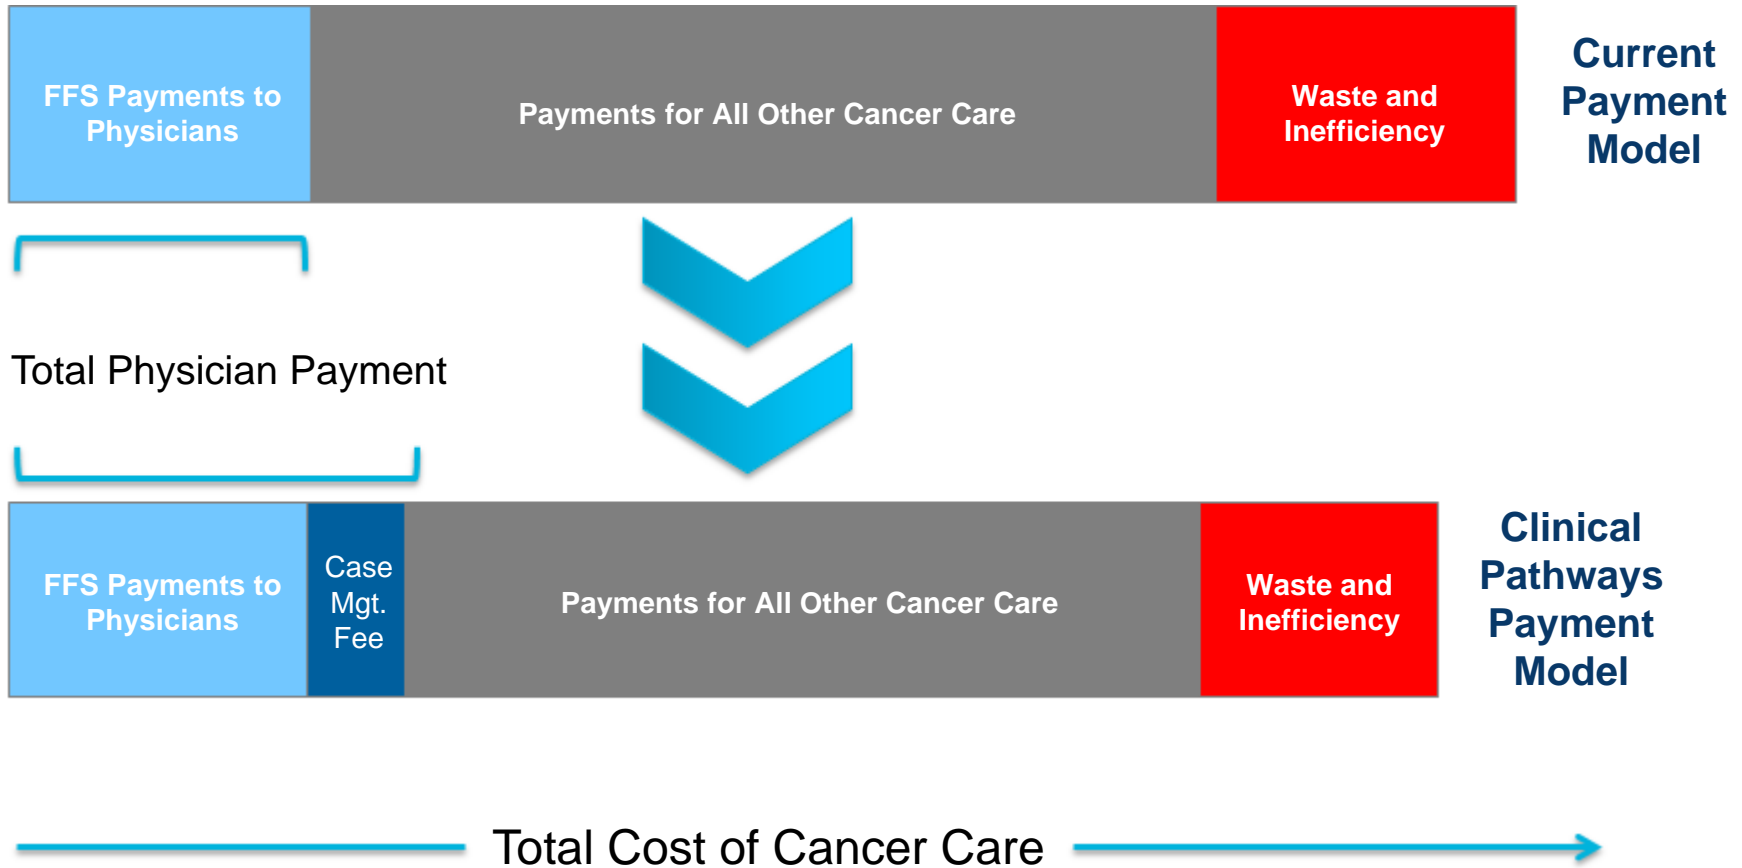 FFS Payments to
Physicians
Payments for All Other Cancer Care
Waste and
Inefficiency
Current
Payment
Model
Total Physician Payment
FFS Payments to
Physicians
Case
Mgt.
Fee
Payments for All Other Cancer Care
Waste and
Inefficiency
Clinical
Pathways
Payment
Model
Total Cost of Cancer Care